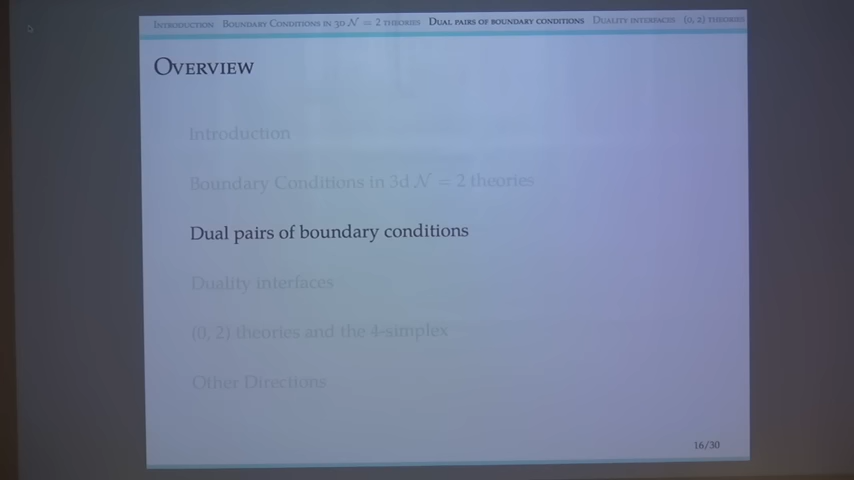 Introduction Boundary Conditions in 3d 𝒩 = 2 theories Dual pairs of boundary conditions Duality interfaces (0, 2) theories
Overview
Introduction
Boundary Conditions in 3d 𝒩 = 2 theories
Dual pairs of boundary conditions
Duality interfaces
(0, 2) theories and the 4-simplex
Other Directions
16/30